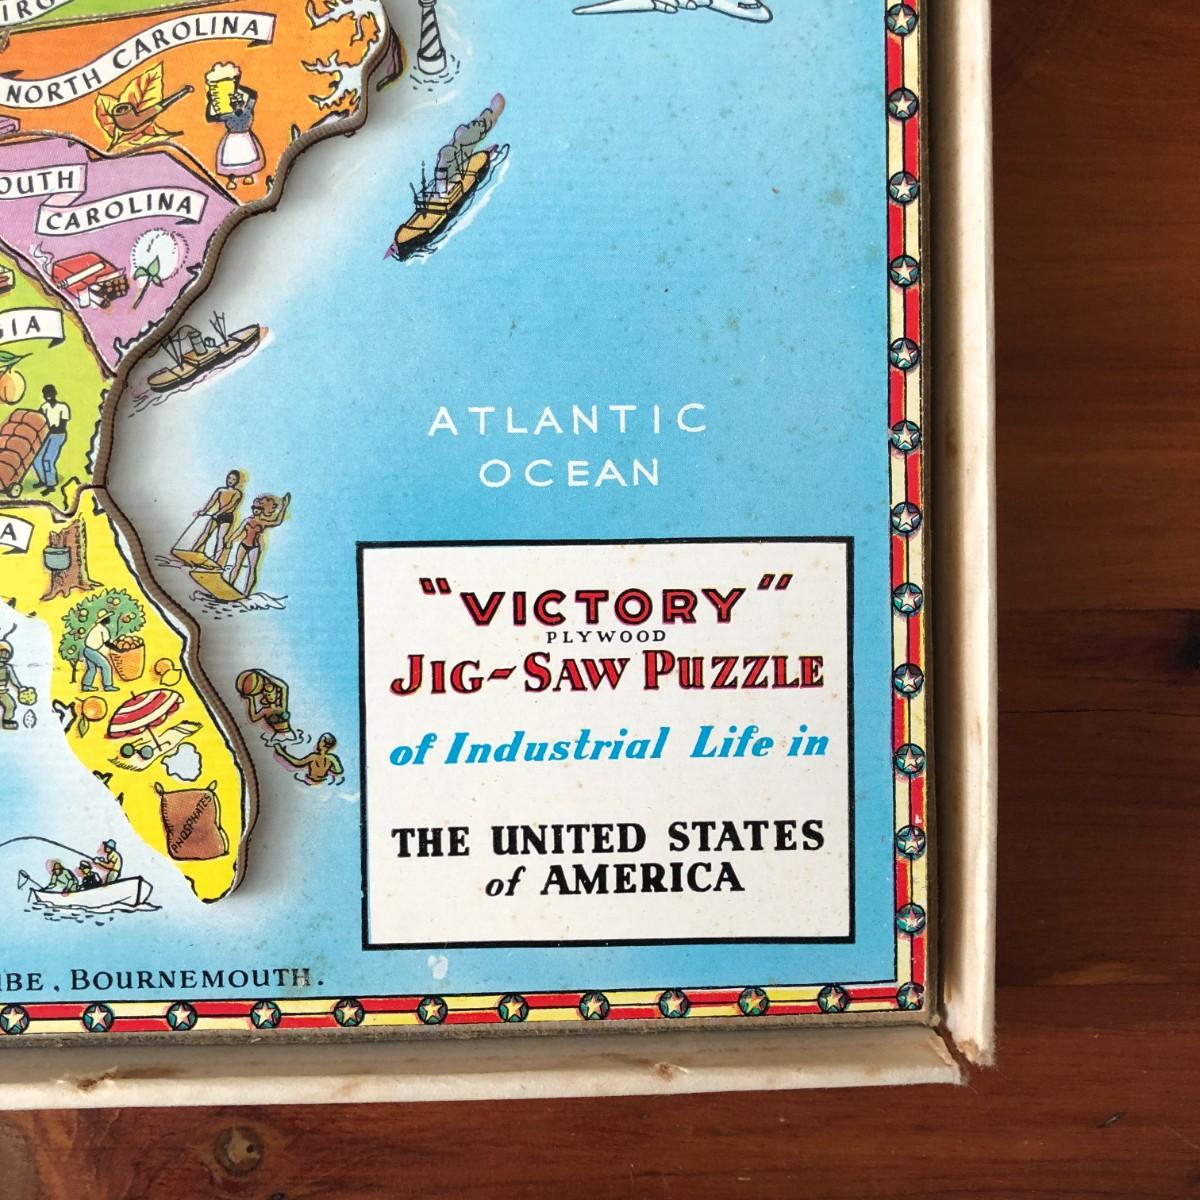 NORTH CAROLINA
OUTH
CAROLINA
GIA
ATLANTIC
OCEAN
A
"VICTORY"
PLYWOOD
JIG-SAW PUZZLE
of Industrial Life in
THE UNITED STATES
of AMERICA
PHOSPHATES
MBE, BOURNEMOUTH.